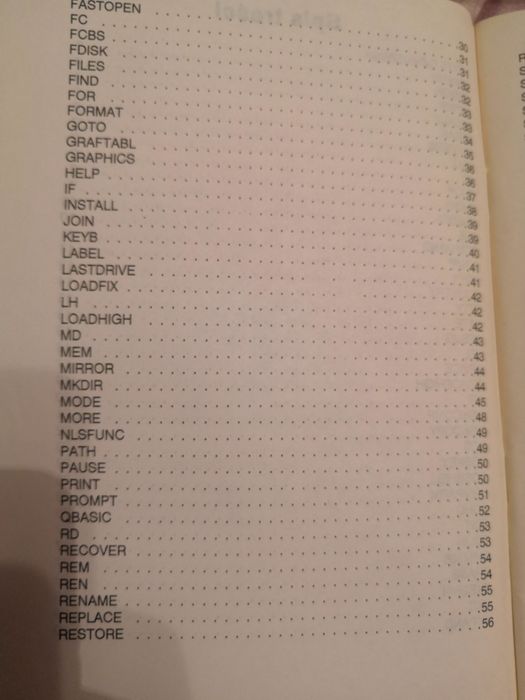 FASTOPEN . . . . . 30
FC . . . . . 31
FCBS . . . . . 31
FDISK . . . . . 32
FILES . . . . . 32
FIND . . . . . 33
FOR . . . . . 33
FORMAT . . . . . 34
GOTO . . . . . 35
GRAFTABL . . . . . 36
GRAPHICS . . . . . 36
HELP . . . . . 37
IF . . . . . 38
INSTALL . . . . . 39
JOIN . . . . . 39
KEYB . . . . . 40
LABEL . . . . . 41
LASTDRIVE . . . . . 41
LOADFIX . . . . . 42
LH . . . . . 42
LOADHIGH . . . . . 42
MD . . . . . 43
MEM . . . . . 43
MIRROR . . . . . 44
MKDIR . . . . . 44
MODE . . . . . 45
MORE . . . . . 48
NLSFUNC . . . . . 49
PATH . . . . . 49
PAUSE . . . . . 50
PRINT . . . . . 50
PROMPT . . . . . 51
QBASIC . . . . . 52
RD . . . . . 53
RECOVER . . . . . 53
REM . . . . . 54
REN . . . . . 54
RENAME . . . . . 55
REPLACE . . . . . 55
RESTORE . . . . . 56